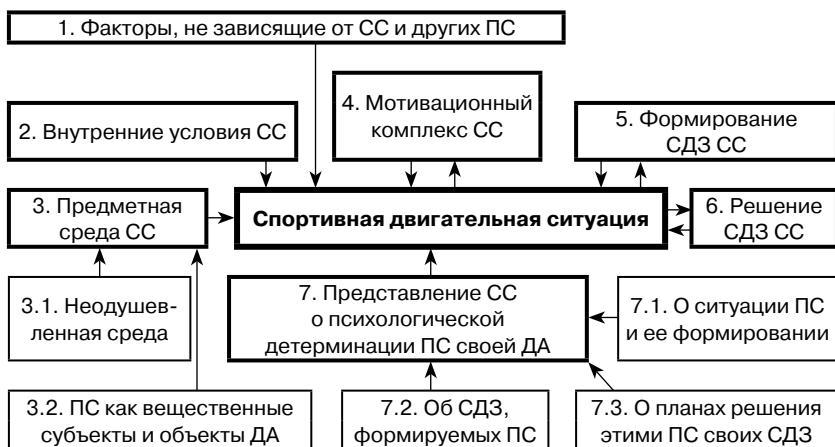 1. Факторы, не зависящие от СС и других ПС
2. Внутренние условия СС
4. Мотивационный
комплекс СС
5. Формирование
СДЗ СС
3. Предметная
среда СС
Спортивная двигательная ситуация
6. Решение
СДЗ СС
3.1. Неодушев-
ленная среда
7. Представление СС
о психологической
детерминации ПС своей ДА
7.1. О ситуации ПС
и ее формировании
3.2. ПС как вещественные
субъекты и объекты ДА
7.2. Об СДЗ,
формируемых ПС
7.3. О планах решения
этими ПС своих СДЗ